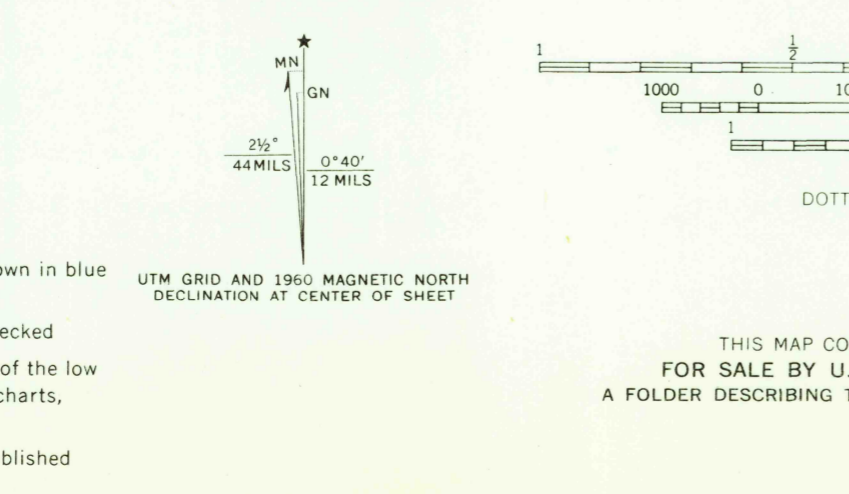 MN
GN
2½°
44 MILS
0°40′
12 MILS
UTM GRID AND 1960 MAGNETIC NORTH
DECLINATION AT CENTER OF SHEET
1 ½
1000 0
1
own in blue
ecked
of the low
charts,
blished
DOTT
THIS MAP CO
FOR SALE BY U.
A FOLDER DESCRIBING T